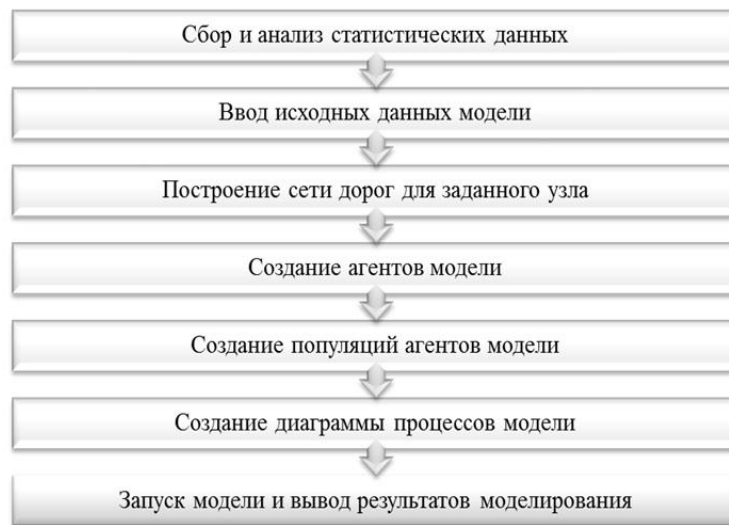 Сбор и анализ статистических данных
Ввод исходных данных модели
Построение сети дорог для заданного узла
Создание агентов модели
Создание популяций агентов модели
Создание диаграммы процессов модели
Запуск модели и вывод результатов моделирования